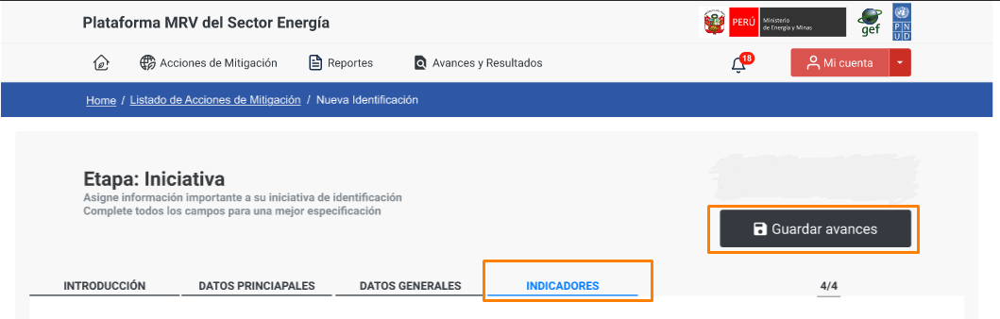 Plataforma MRV del Sector Energía
PERÚ
Ministerio
de Energía y Minas
gef
P N
U D
Acciones de Mitigación
Reportes
Avances y Resultados
18
Mi cuenta
Home / Listado de Acciones de Mitigación / Nueva Identificación
Etapa: Iniciativa
Asigne información importante a su iniciativa de identificación
Complete todos los campos para una mejor especificación
Guardar avances
INTRODUCCIÓN
DATOS PRINCIAPALES
DATOS GENERALES
INDICADORES
4/4